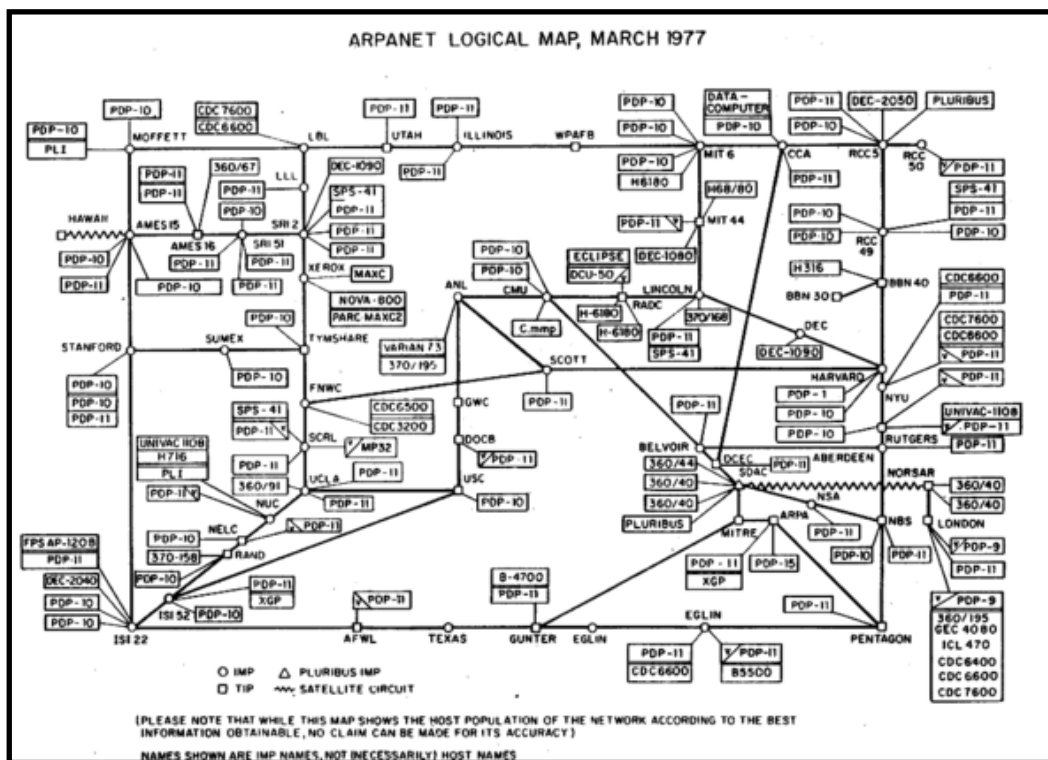 ARPANET LOGICAL MAP, MARCH 1977
PDP-10
CDC7600
CDC6600
PDP-11
PDP-11
PDP-10
PDP-10
DATA-
COMPUTER
PDP-10
PDP-11
PDP-10
DEC-2050
PLURIBUS
PDP-10
PLI
MOFFETT
LBL
UTAH
ILLINOIS
WPAFB
MIT 6
CCA
RCC5
RCC
50
PDP-11
PDP-10
H6180
PDP-11
PDP-11
PDP-11
PDP-11
360/67
LLL
PDP-11
PDP-10
DEC-1090
SPS-41
PDP-11
PDP-11
PDP-11
H68/80
PDP-11
MIT 44
DEC-1080
PDP-10
PDP-10
SPS-41
PDP-11
PDP-10
RCC
49
HAWAII
AMES15
AMES16
SRI 51
SRI 2
PDP-10
PDP-11
PDP-10
PDP-11
PDP-11
XEROX
MAXC
NOVA-800
PARC MAXC2
PDP-10
PDP-10
ANL
CMU
C.mmp
ECLIPSE
DCU-50
RADC
H-6180
H-6180
LINCOLN
370/168
PDP-11
SPS-41
DEC
DEC-1090
H316
BBN 30
BBN 40
CDC6600
PDP-11
CDC7600
CDC6600
PDP-11
PDP-11
STANFORD
SUMEX
PDP-10
TYMSHARE
PDP-10
PDP-10
PDP-10
PDP-11
VARIAN 73
370/195
SCOTT
PDP-11
HARVARD
PDP-1
PDP-10
PDP-10
NYU
FNWC
CDC6500
CDC3200
GWC
SPS-41
PDP-11
SCRL
MP32
DOCB
PDP-11
PDP-11
BELVOIR
DCEC
PDP-11
ABERDEEN
UNIVAC-1108
PDP-11
PDP-11
RUTGERS
UNIVAC 1108
H716
PLI
PDP-11
PDP-11
360/91
UCLA
PDP-11
PDP-11
USC
PDP-10
360/44
360/40
360/40
PLURIBUS
SDAC
NORSAR
360/40
360/40
NUC
NELC
PDP-10
PDP-11
370-158
RAND
PDP-10
NSA
PDP-11
MITRE
ARPA
PDP-11
XGP
PDP-15
NBS
PDP-10
PDP-11
LONDON
PDP-9
PDP-11
FPS AP-120B
PDP-11
DEC-2040
PDP-10
PDP-10
ISI 22
ISI 52
PDP-11
XGP
PDP-10
PDP-11
AFWL
TEXAS
B-4700
PDP-11
GUNTER
EGLIN
EGLIN
PDP-11
CDC6600
PDP-11
B5500
PDP-11
PENTAGON
PDP-9
360/195
GEC 4080
ICL 470
CDC6400
CDC6600
CDC7600
IMP
PLURIBUS IMP
TIP
SATELLITE CIRCUIT
(PLEASE NOTE THAT WHILE THIS MAP SHOWS THE HOST POPULATION OF THE NETWORK ACCORDING TO THE BEST
INFORMATION OBTAINABLE, NO CLAIM CAN BE MADE FOR ITS ACCURACY)
NAMES SHOWN ARE IMP NAMES, NOT (NECESSARILY) HOST NAMES